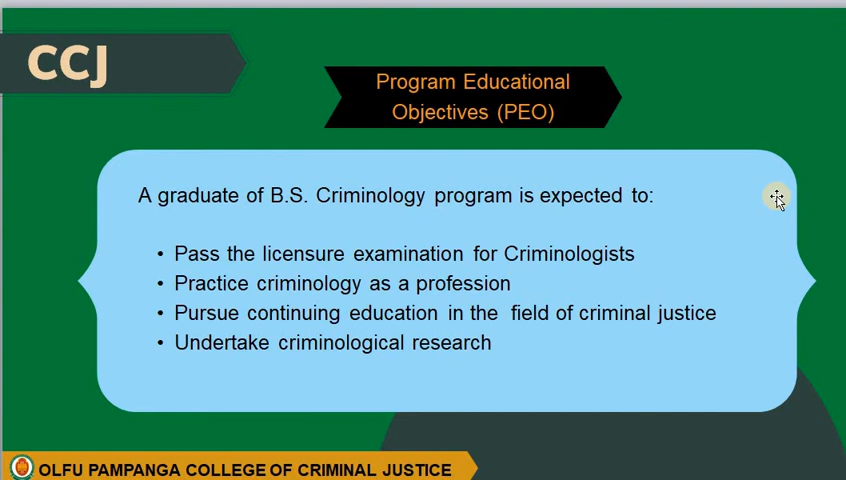 CCJ
Program Educational
Objectives (PEO)
A graduate of B.S. Criminology program is expected to:
• Pass the licensure examination for Criminologists
• Practice criminology as a profession
• Pursue continuing education in the field of criminal justice
• Undertake criminological research
OLFU PAMPANGA COLLEGE OF CRIMINAL JUSTICE